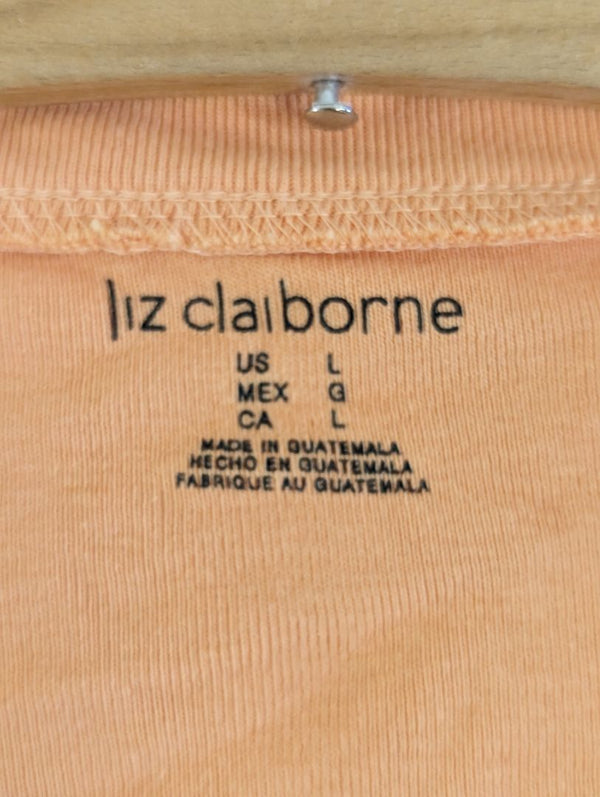 liz claiborne
US L
MEX G
CA L
MADE IN GUATEMALA
HECHO EN GUATEMALA
FABRIQUE AU GUATEMALA